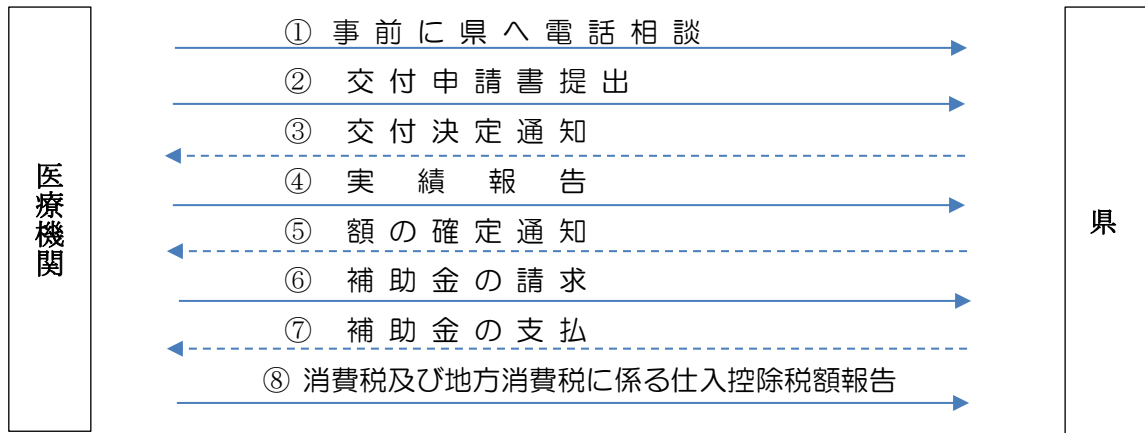 医療機関
① 事前に県へ電話相談
② 交付申請書提出
③ 交付決定通知
④ 実績報告
⑤ 額の確定通知
⑥ 補助金の請求
⑦ 補助金の支払
⑧ 消費税及び地方消費税に係る仕入控除税額報告
県